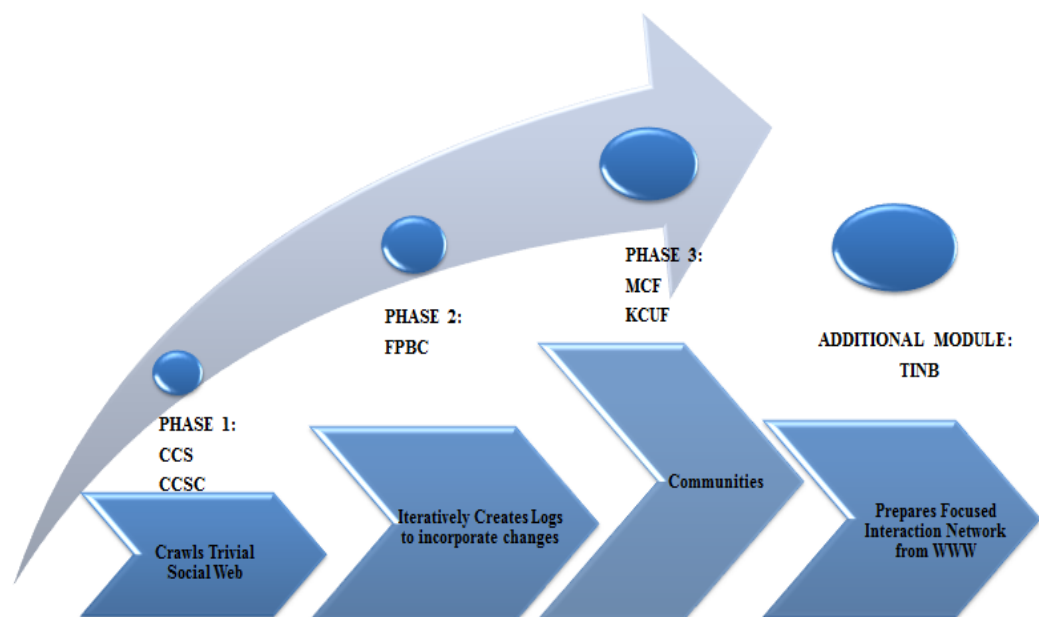 PHASE 1:
CCS
CCSC
PHASE 2:
FPBC
PHASE 3:
MCF
KCUF
ADDITIONAL MODULE:
TINB
Crawls Trivial
Social Web
Iteratively Creates Logs
to incorporate changes
Communities
Prepares Focused
Interaction Network
from WWW